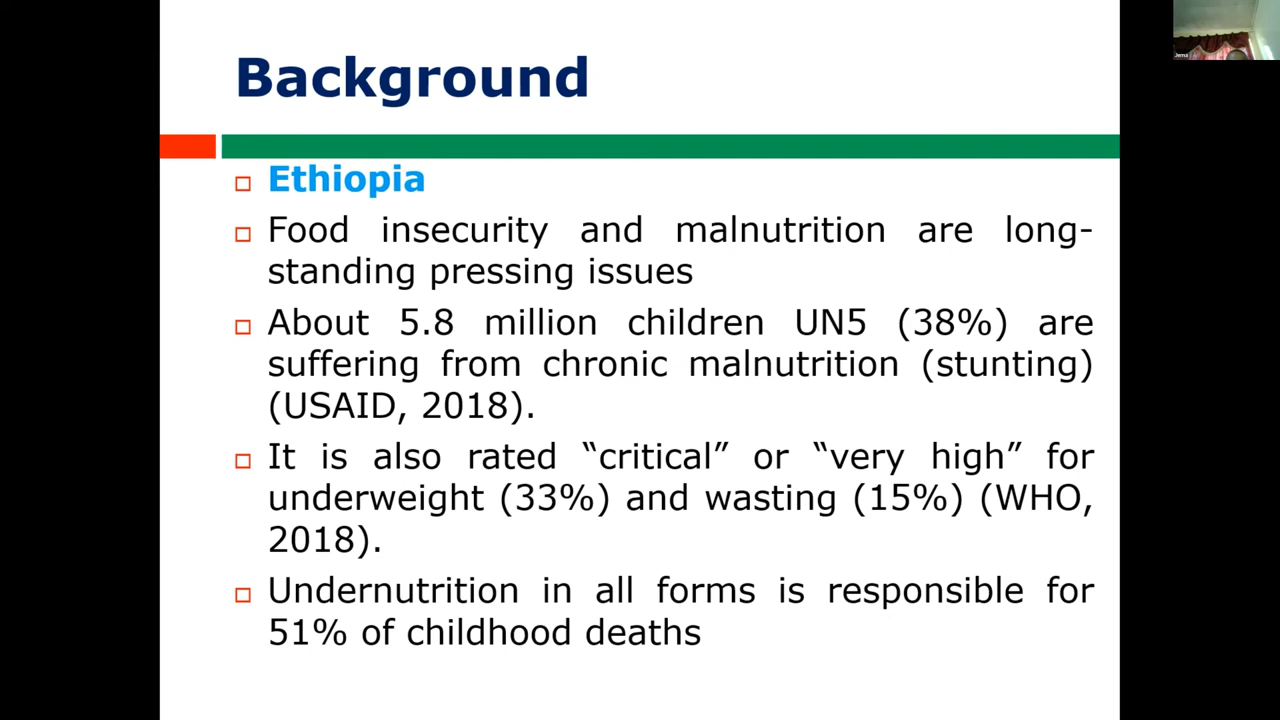 Background
Ethiopia
Food insecurity and malnutrition are long-
standing pressing issues
About 5.8 million children UN5 (38%) are
suffering from chronic malnutrition (stunting)
(USAID, 2018).
It is also rated “critical” or “very high” for
underweight (33%) and wasting (15%) (WHO,
2018).
Undernutrition in all forms is responsible for
51% of childhood deaths